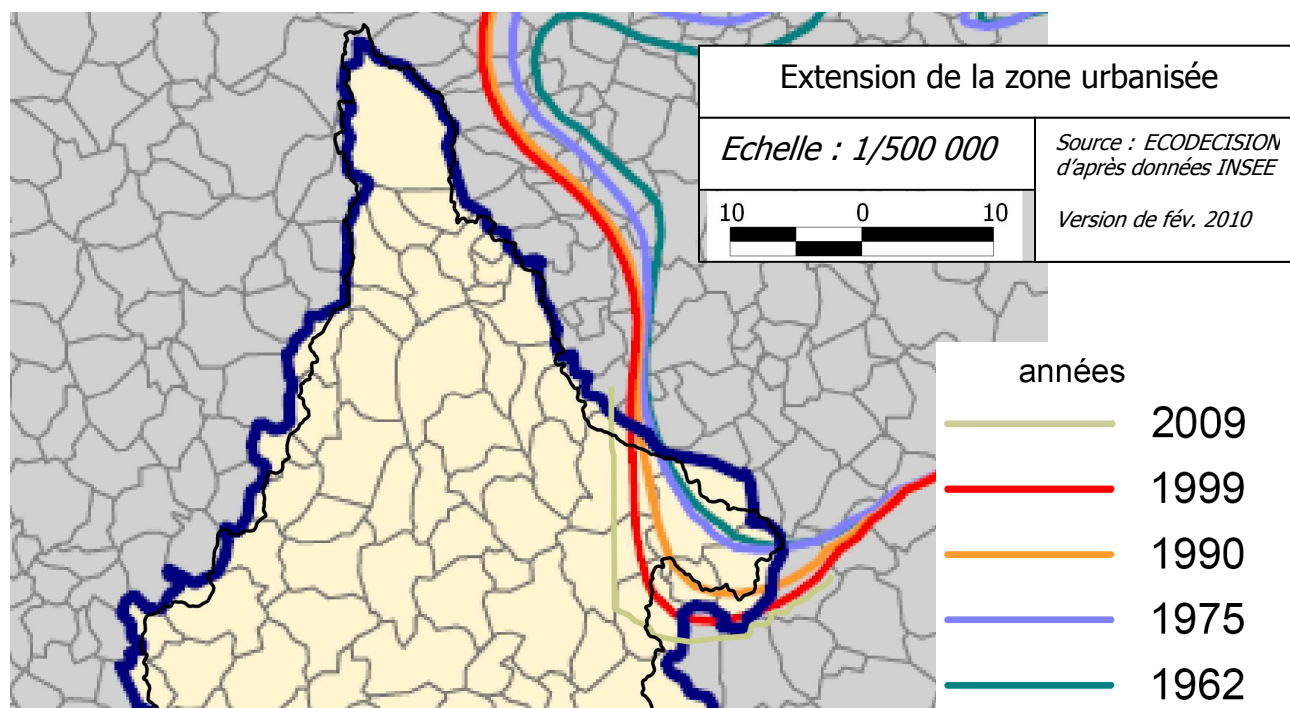 Extension de la zone urbanisée
Echelle : 1/500 000
Source : ECODECISION
d'après données INSEE
Version de fév. 2010
10 0 10
années
2009
1999
1990
1975
1962